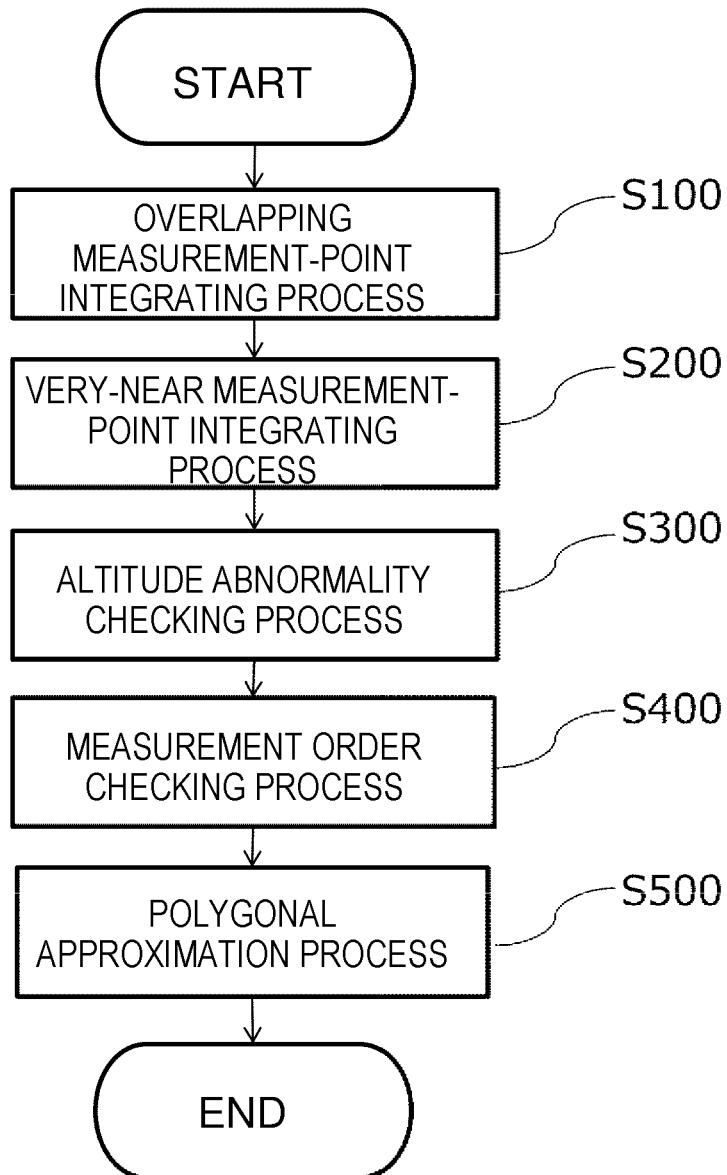 START
OVERLAPPING
MEASUREMENT-POINT
INTEGRATING PROCESS
S100
VERY-NEAR MEASUREMENT-
POINT INTEGRATING
PROCESS
S200
ALTITUDE ABNORMALITY
CHECKING PROCESS
S300
MEASUREMENT ORDER
CHECKING PROCESS
S400
POLYGONAL
APPROXIMATION PROCESS
S500
END